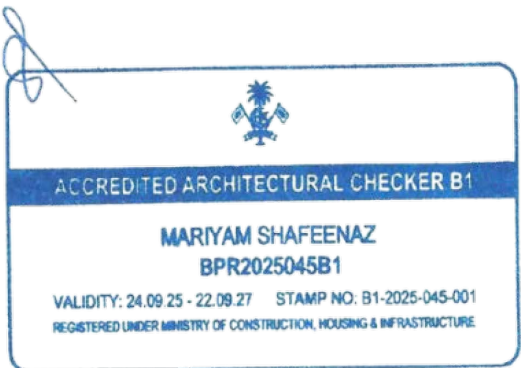 ACCREDITED ARCHITECTURAL CHECKER B1
MARIYAM SHAFEENAZ
BPR2025045B1
VALIDITY: 24.09.25 - 22.09.27 STAMP NO: B1-2025-045-001
REGISTERED UNDER MINISTRY OF CONSTRUCTION, HOUSING & INFRASTRUCTURE